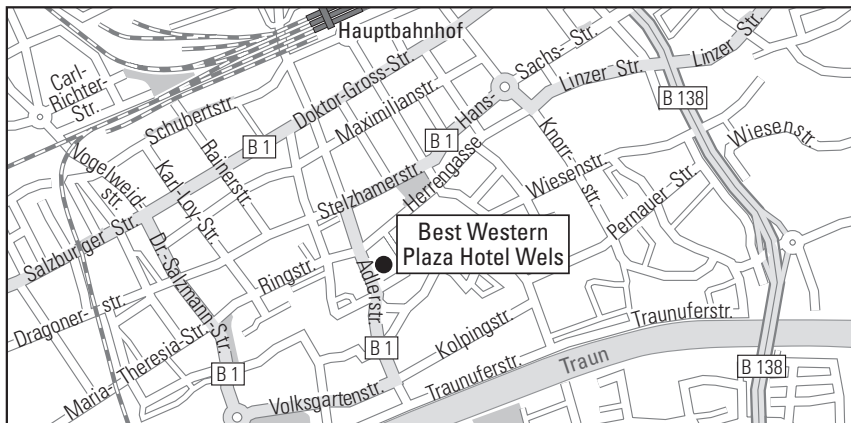 Hauptbahnhof
Carl-
Richter-
Str.
Schubertstr.
Doktor-Gross-Str.
Maximilianstr.
Hans-
Sachs-
Str.
Linzer Str.
Linzer Str.
B 138
B 1
B 1
Vogelweid-
str.
Karl-Loy-Str.
Rainerstr.
Herrengasse
Knorr-
str.
Wiesenstr.
Wiesenstr.
Stelzhamerstr.
Pernauer Str.
Salzburger Str.
Dr.-Salzmann-Str.
Best Western
Plaza Hotel Wels
Ringstr.
Adlerstr.
Dragoner-
str.
Maria-
Theresia-Str.
Kolpingstr.
Traunuferstr.
B 1
B 1
Traunuferstr.
Traun
B 138
Volksgartenstr.